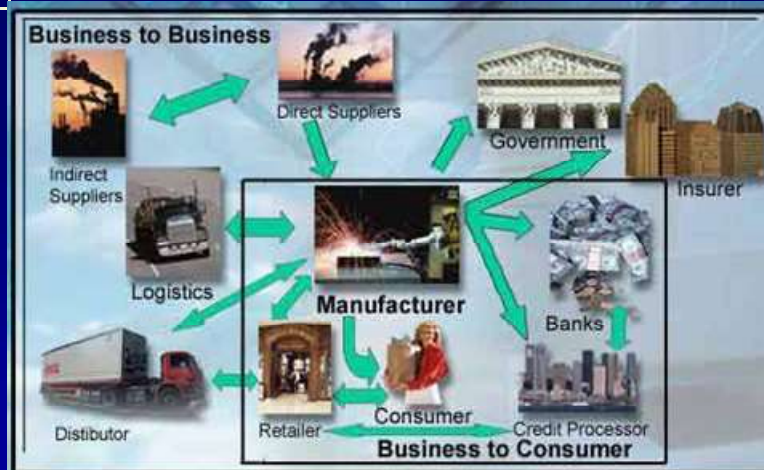 Business to Business
Direct Suppliers
Government
Indirect
Suppliers
Insurer
Logistics
Manufacturer
Banks
Distibutor
Retailer
Consumer
Credit Processor
Business to Consumer